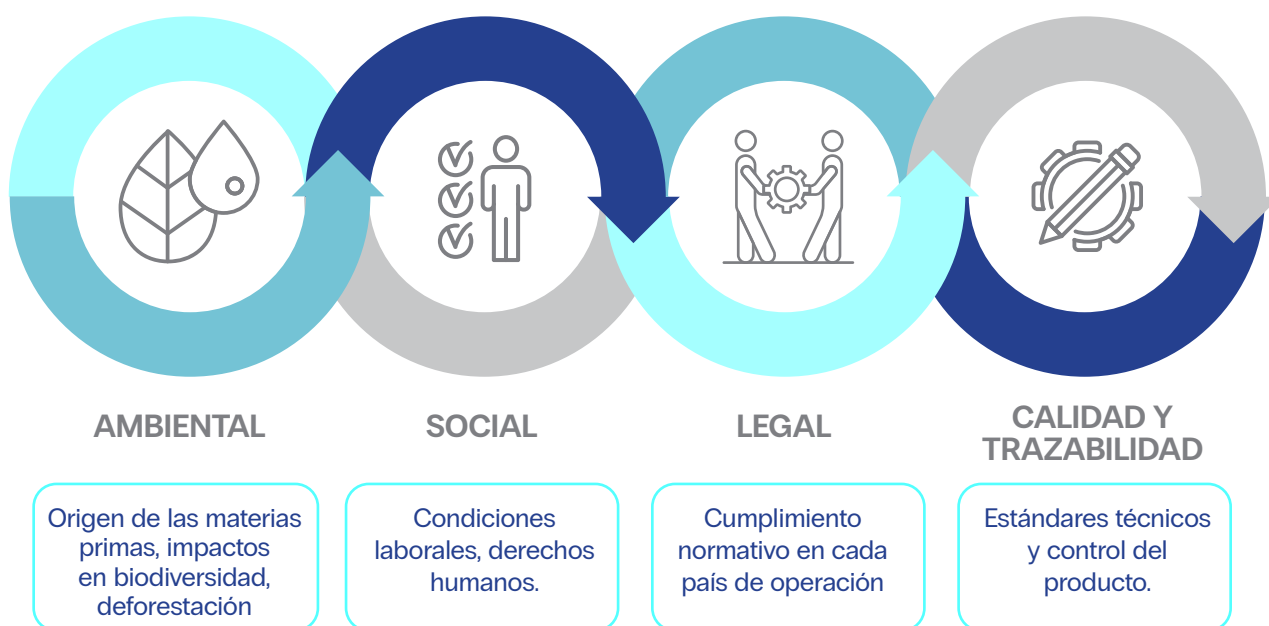 AMBIENTAL
Origen de las materias
primas, impactos
en biodiversidad,
deforestación
SOCIAL
Condiciones
laborales, derechos
humanos.
LEGAL
Cumplimiento
normativo en cada
país de operación
CALIDAD Y
TRAZABILIDAD
Estándares técnicos
y control del
producto.